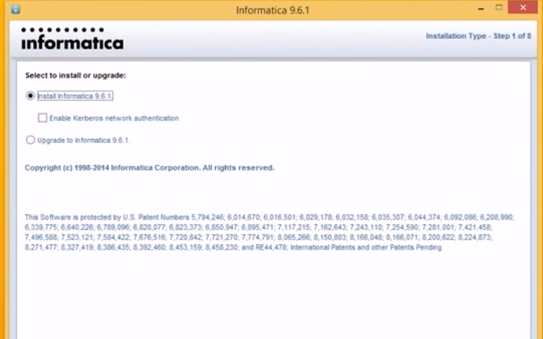 Informatica 9.6.1
informatica
Installation Type - Step 1 of 8
Select to install or upgrade:
Install Informatica 9.6.1
Enable Kerberos network authentication
Upgrade to Informatica 9.6.1
Copyright (c) 1998-2014 Informatica Corporation. All rights reserved.
This Software is protected by U.S. Patent Numbers 5,794,246; 6,014,670; 6,016,501; 6,029,178; 6,032,158; 6,035,307; 6,044,374; 6,092,086; 6,208,990;
6,339,775; 6,640,226; 6,789,096; 6,820,077; 6,823,373; 6,850,947; 6,895,471; 7,117,215; 7,162,643; 7,243,110; 7,254,590; 7,281,001; 7,421,458;
7,496,588; 7,523,121; 7,584,422; 7,676,516; 7,720,842; 7,721,270; 7,774,791; 8,065,266; 8,150,803; 8,166,048; 8,166,071; 8,200,622; 8,224,873;
8,271,477; 8,327,419; 8,386,435; 8,392,460; 8,453,159; 8,458,230; and RE44,478; International Patents and other Patents Pending.